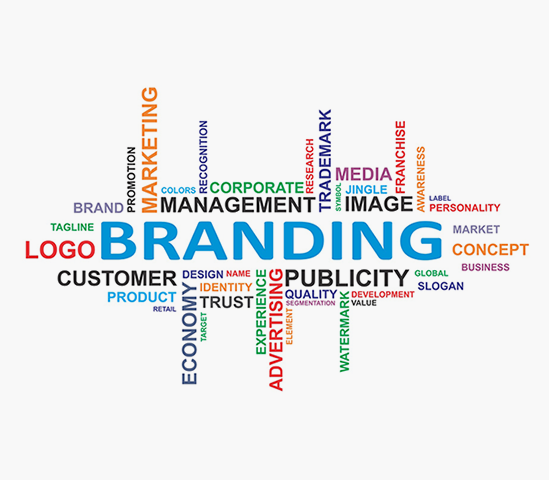 MARKETING
PROMOTION
RECOGNITION
TRADEMARK
RESEARCH
FRANCHISE
AWARENESS
BRAND
COLORS
CORPORATE
SYMBOL
MEDIA
JINGLE
LABEL
MANAGEMENT
IMAGE
PERSONALITY
TAGLINE
LOGO
BRANDING
MARKET
CONCEPT
BUSINESS
CUSTOMER
DESIGN
NAME
PUBLICITY
GLOBAL
SLOGAN
PRODUCT
IDENTITY
QUALITY
DEVELOPMENT
RETAIL
TRUST
SEGMENTATION
VALUE
ECONOMY
TARGET
EXPERIENCE
ADVERTISING
ELEMENT
WATERMARK